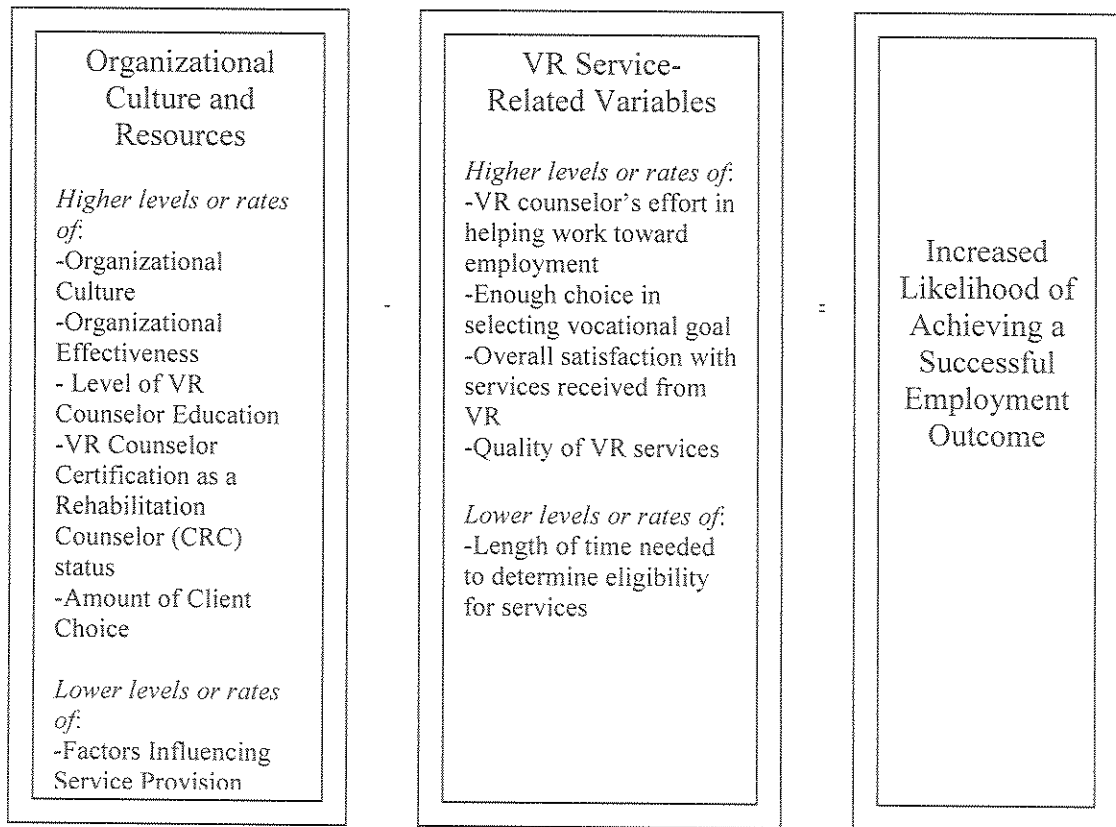 Organizational
Culture and
Resources
Higher levels or rates
of:
-Organizational
Culture
-Organizational
Effectiveness
- Level of VR
Counselor Education
-VR Counselor
Certification as a
Rehabilitation
Counselor (CRC)
status
-Amount of Client
Choice
Lower levels or rates
of:
-Factors Influencing
Service Provision
-
VR Service-
Related Variables
Higher levels or rates of:
-VR counselor's effort in
helping work toward
employment
-Enough choice in
selecting vocational goal
-Overall satisfaction with
services received from
VR
-Quality of VR services
Lower levels or rates of:
-Length of time needed
to determine eligibility
for services
=
Increased
Likelihood of
Achieving a
Successful
Employment
Outcome